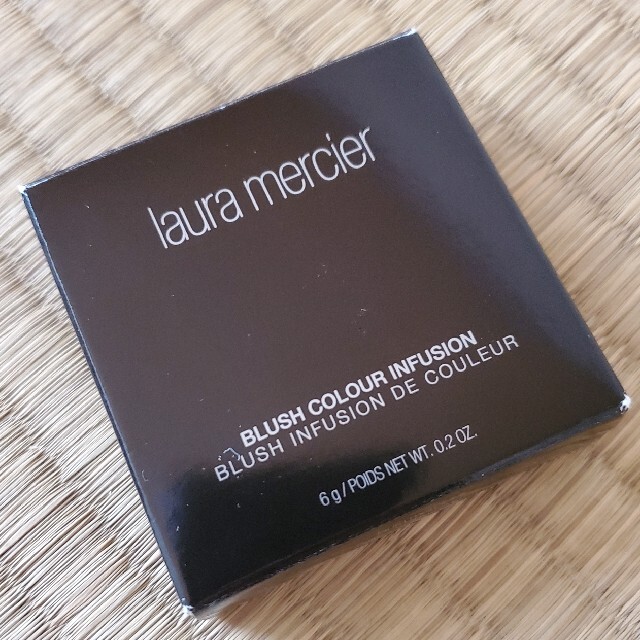 laura mercier
BLUSH COLOUR INFUSION
BLUSH INFUSION DE COULEUR
6 g / POIDS NET WT. 0.2 OZ.